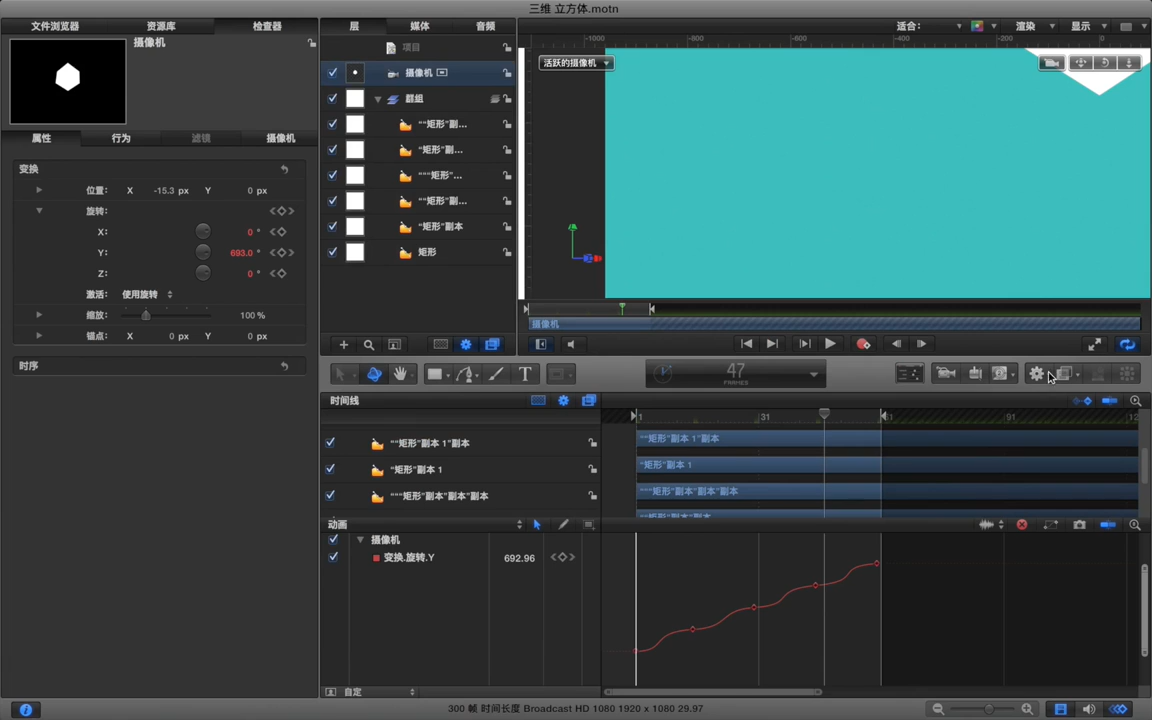 三维 立方体.motn
文件浏览器 资源库 检查器 层 媒体 音频 适合: 渲染 显示
摄像机
属性 行为 滤镜 摄像机
变换
位置: X -15.3 px Y 0 px
旋转:
X: 0 °
Y: 693.0 °
Z: 0 °
激活: 使用旋转
缩放: 100 %
锚点: X 0 px Y 0 px
时序
项目
摄像机
群组
““矩形”副...
“矩形”副...
“““矩形”...
““矩形”副...
“矩形”副本
矩形
-1000 -800 -600 -400 -200 0
活跃的摄像机
摄像机
T
47
FRAMES
时间线
1 31 91
““矩形”副本 1”副本 ““矩形”副本 1”副本
“矩形”副本 1 “矩形”副本 1
“““矩形”副本”副本”副本 “““矩形”副本”副本”副本
动画
摄像机
变换.旋转.Y 692.96
自定
300 帧 时间长度 Broadcast HD 1080 1920 x 1080 29.97